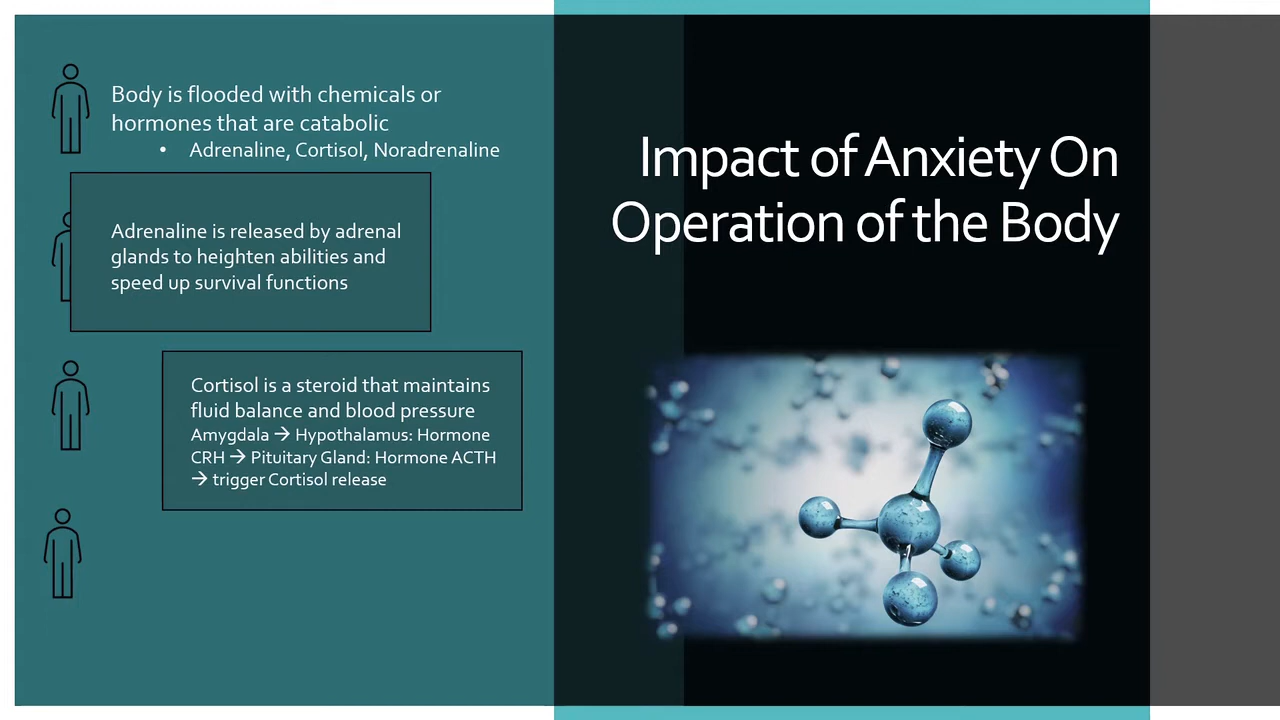 Body is flooded with chemicals or
hormones that are catabolic
• Adrenaline, Cortisol, Noradrenaline
Adrenaline is released by adrenal
glands to heighten abilities and
speed up survival functions
Cortisol is a steroid that maintains
fluid balance and blood pressure
Amygdala → Hypothalamus: Hormone
CRH → Pituitary Gland: Hormone ACTH
→ trigger Cortisol release
Impact of Anxiety On
Operation of the Body